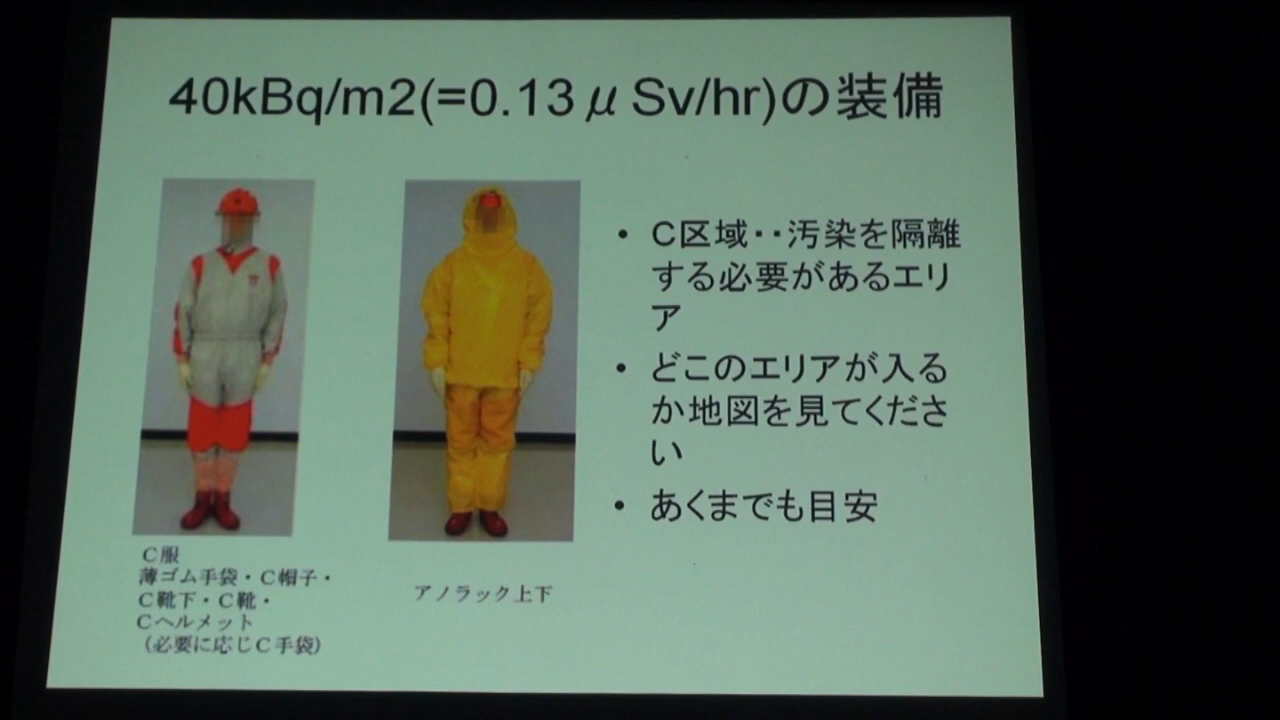 40kBq/m2(=0.13μSv/hr)の装備
• C区域･･汚染を隔離
する必要があるエリ
ア
• どこのエリアが入る
か地図を見てくださ
い
• あくまでも目安
C服
薄ゴム手袋・C帽子・
C靴下・C靴・
Cヘルメット
（必要に応じC手袋）
アノラック上下